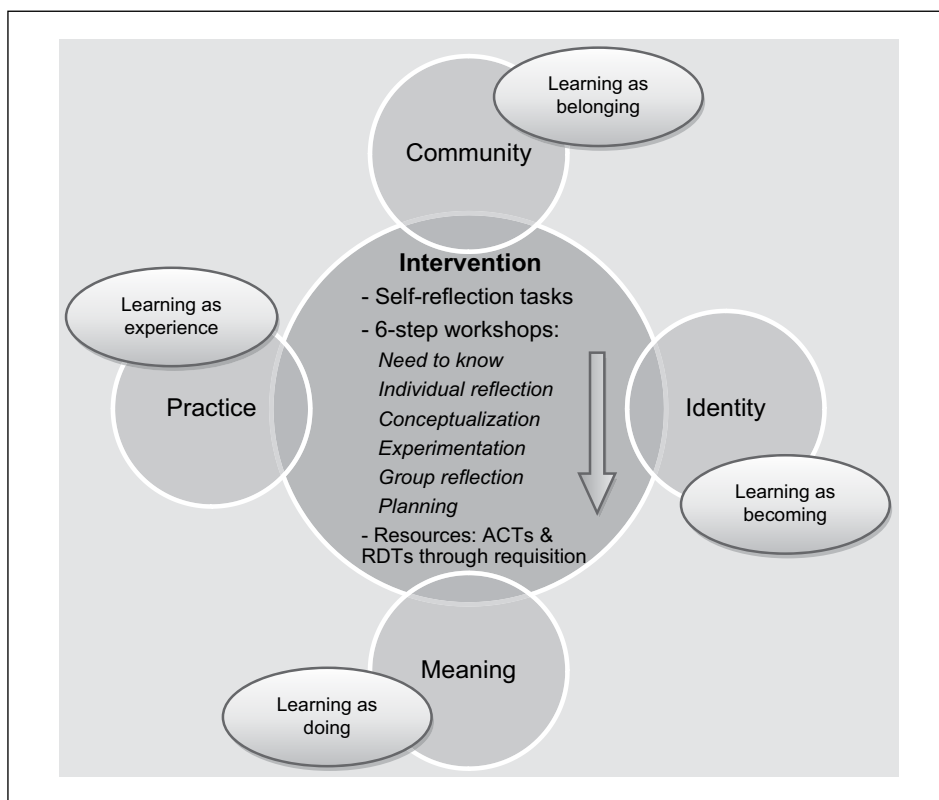 Learning as
belonging
Community
Intervention
- Self-reflection tasks
- 6-step workshops:
Need to know
Individual reflection
Conceptualization
Experimentation
Group reflection
Planning
- Resources: ACTs &
RDTs through requisition
Learning as
experience
Practice
Identity
Learning as
becoming
Meaning
Learning as
doing